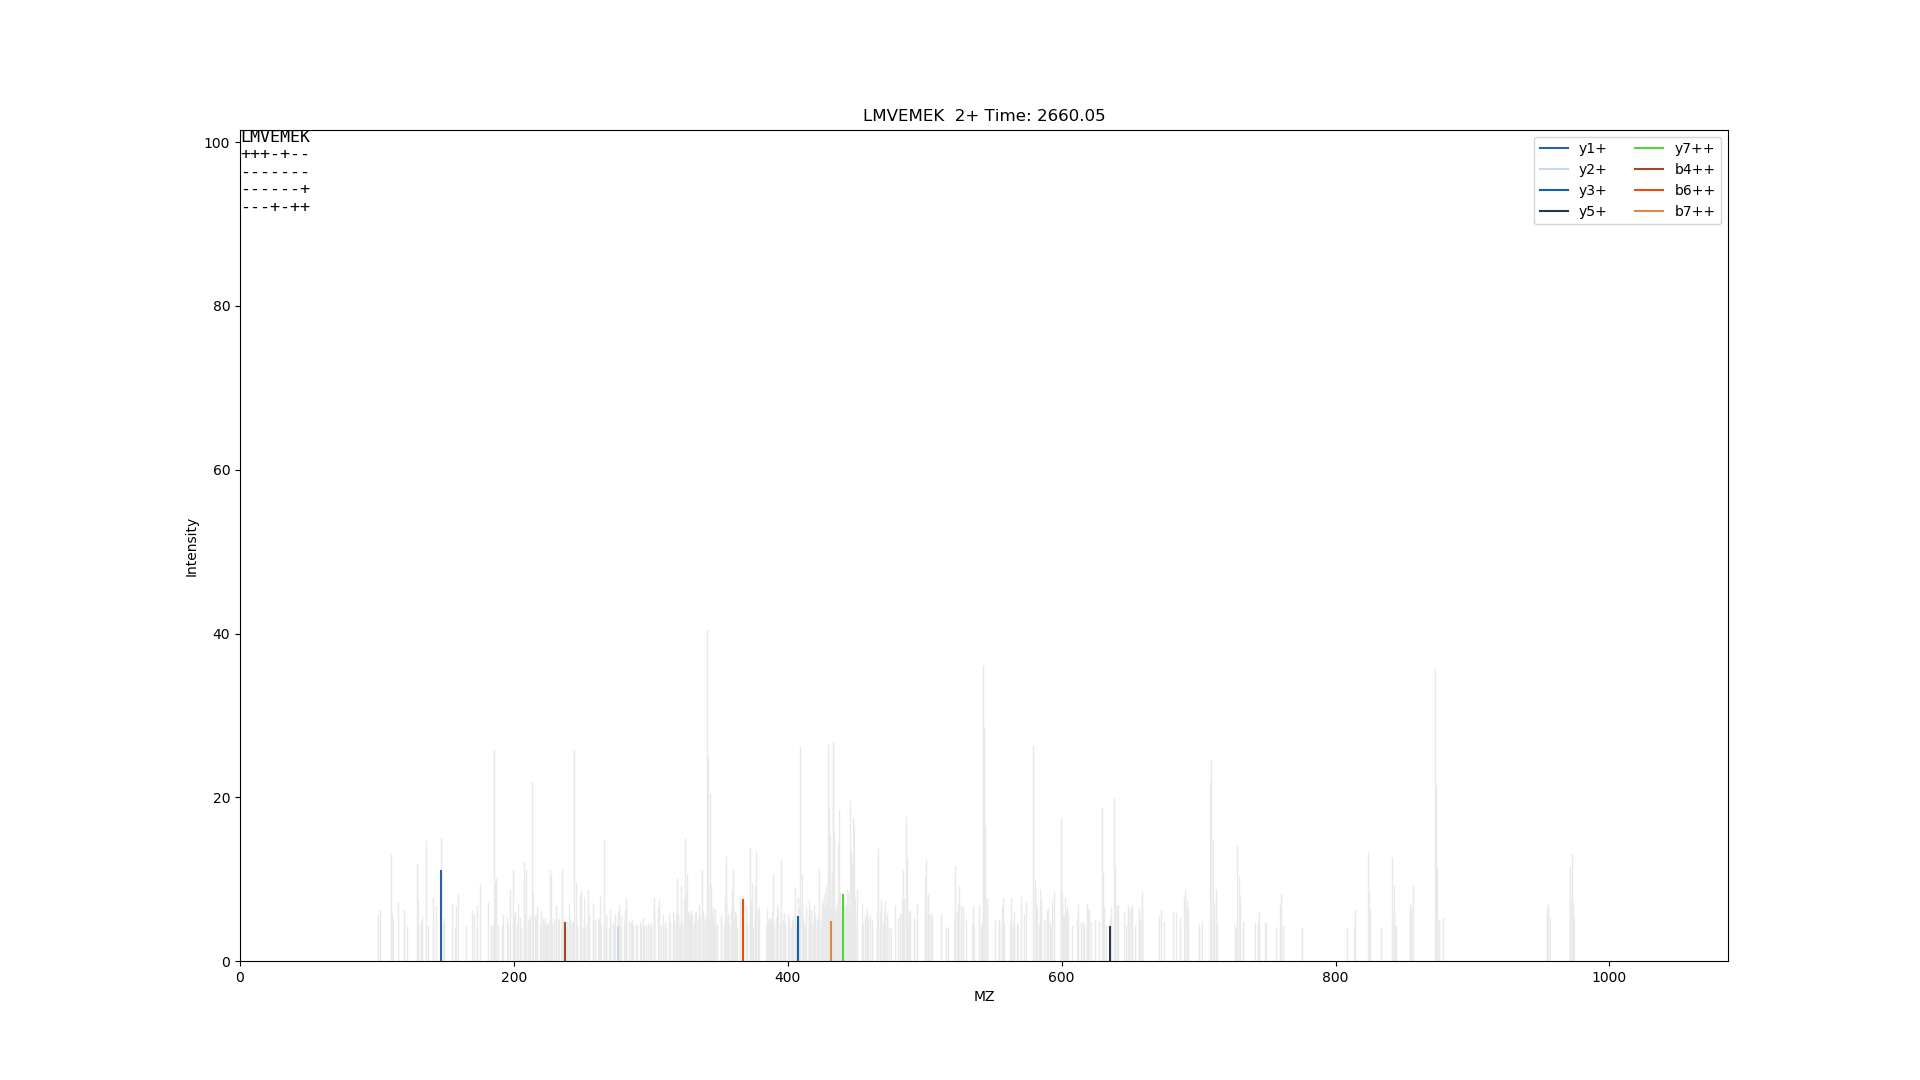 LMVEMEK  2+ Time: 2660.05
LMVEMEK
+++-+--
-------
------+
---+-++
y1+ y7++
y2+ b4++
y3+ b6++
y5+ b7++
100
80
60
40
20
0
Intensity
0 200 400 600 800 1000
MZ